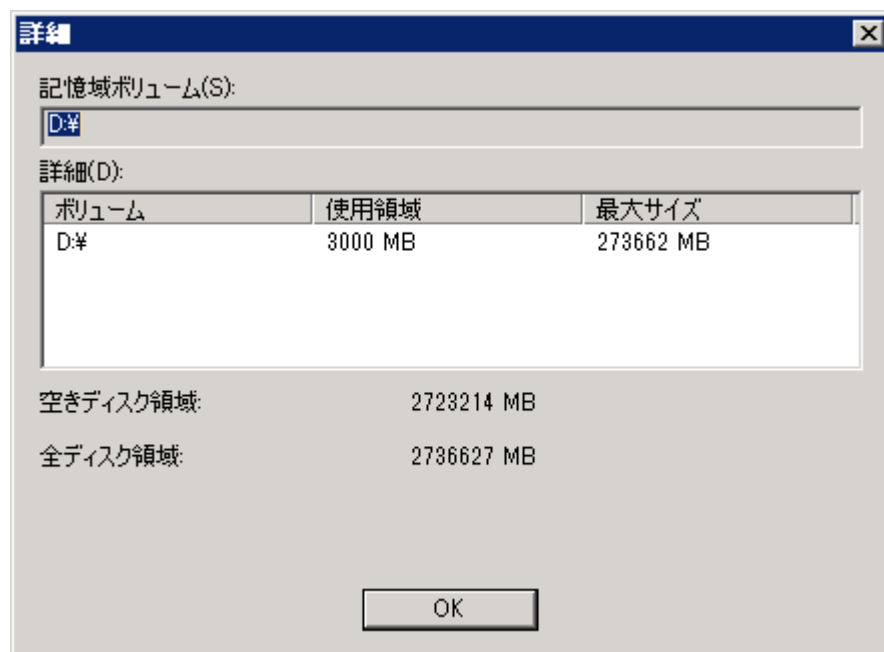 詳細
記憶域ボリューム(S):
D:¥
詳細(D):
ボリューム 使用領域 最大サイズ
D:¥ 3000 MB 273662 MB
空きディスク領域: 2723214 MB
全ディスク領域: 2736627 MB
OK